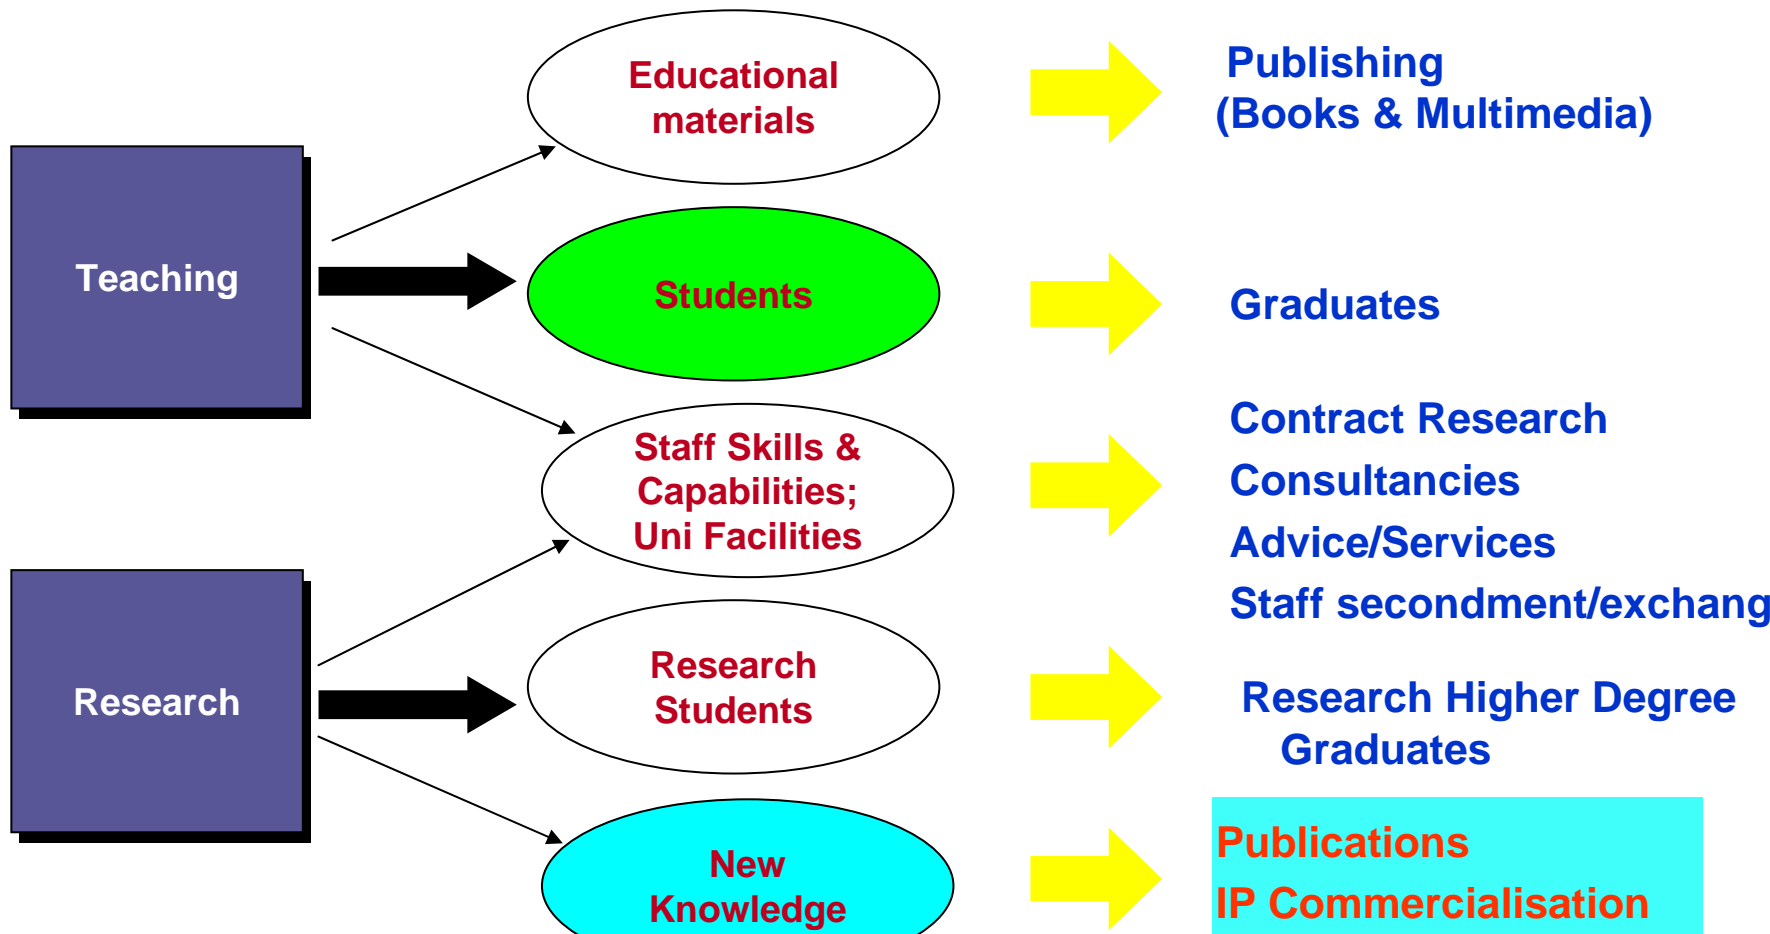 Educational
materials
Publishing
(Books & Multimedia)
Teaching
Students
Graduates
Staff Skills &
Capabilities;
Uni Facilities
Contract Research
Consultancies
Advice/Services
Staff secondment/exchang
Research
Research
Students
Research Higher Degree
Graduates
New
Knowledge
Publications
IP Commercialisation